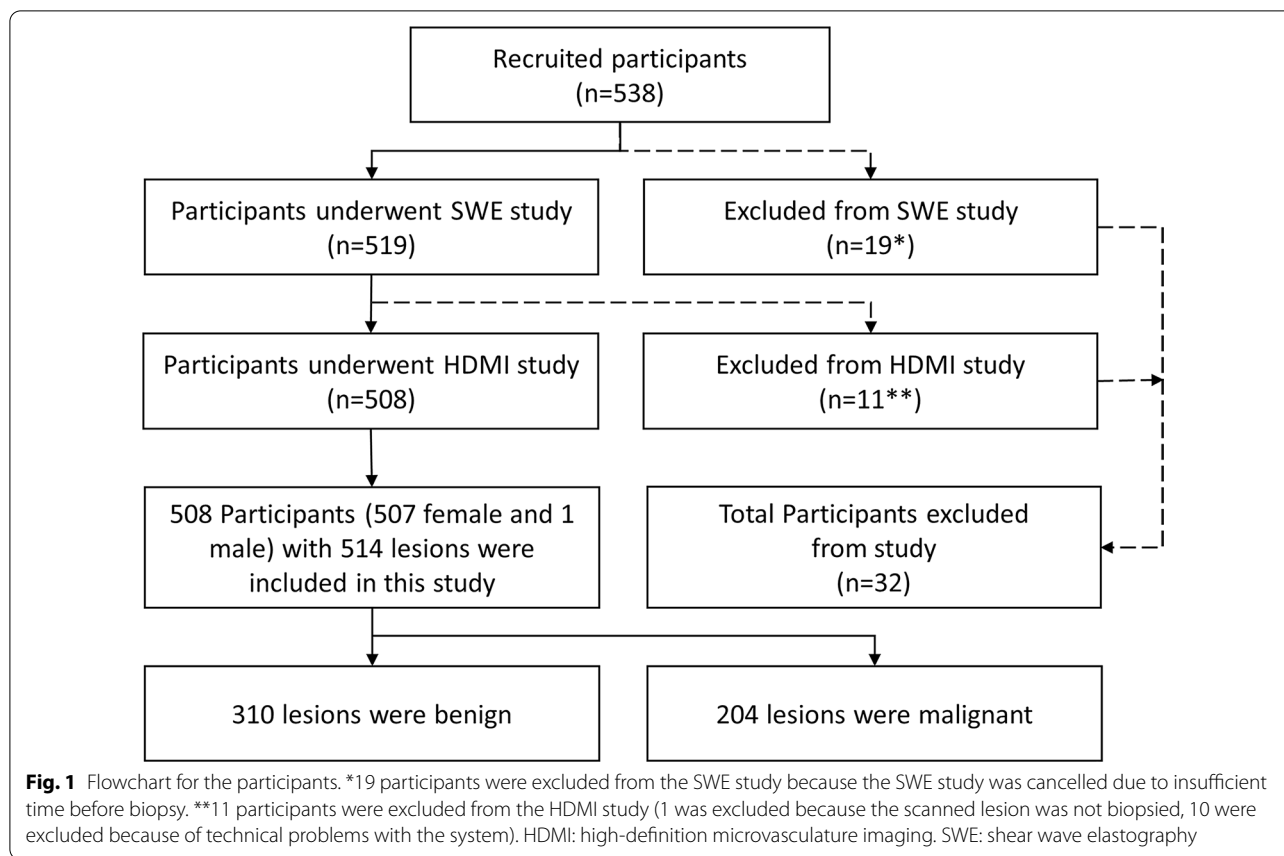 Recruited participants
(n=538)
Participants underwent SWE study
(n=519)
Excluded from SWE study
(n=19*)
Participants underwent HDMI study
(n=508)
Excluded from HDMI study
(n=11**)
508 Participants (507 female and 1
male) with 514 lesions were
included in this study
Total Participants excluded
from study
(n=32)
310 lesions were benign
204 lesions were malignant
Fig. 1 Flowchart for the participants. *19 participants were excluded from the SWE study because the SWE study was cancelled due to insufficient
time before biopsy. **11 participants were excluded from the HDMI study (1 was excluded because the scanned lesion was not biopsied, 10 were
excluded because of technical problems with the system). HDMI: high-definition microvasculature imaging. SWE: shear wave elastography